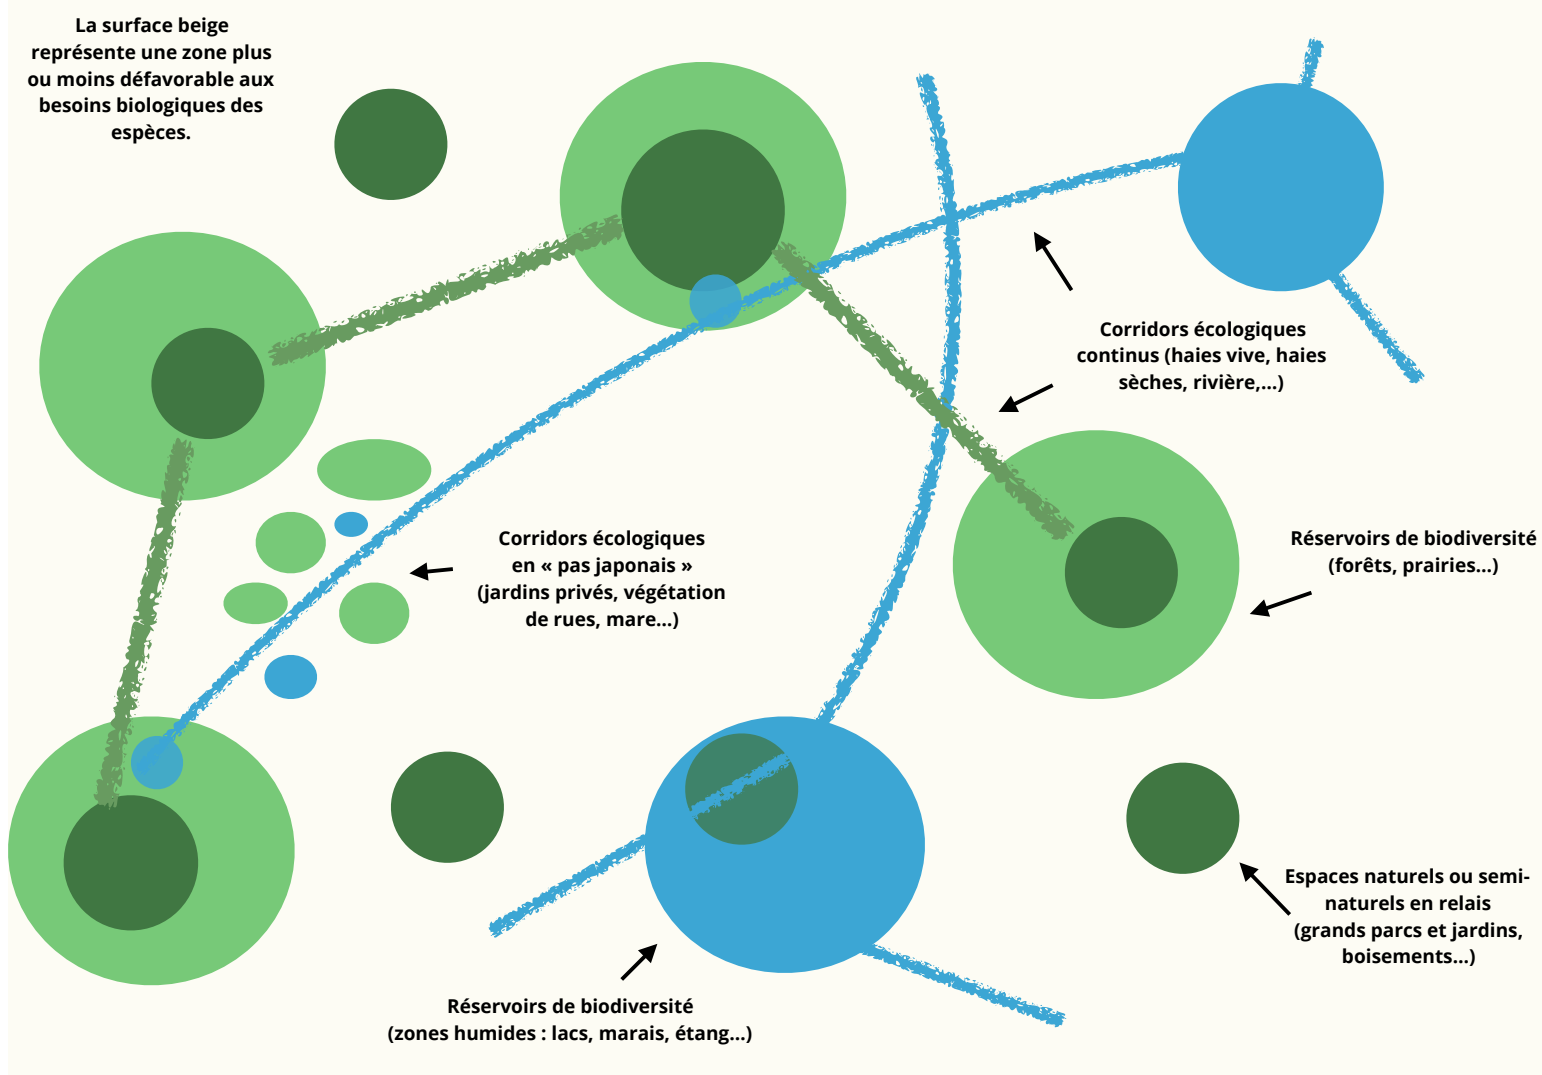 La surface beige
représente une zone plus
ou moins défavorable aux
besoins biologiques des
espèces.
Corridors écologiques
continus (haies vive, haies
sèches, rivière,...)
Corridors écologiques
en « pas japonais »
(jardins privés, végétation
de rues, mare...)
Réservoirs de biodiversité
(forêts, prairies...)
Espaces naturels ou semi-
naturels en relais
(grands parcs et jardins,
boisements...)
Réservoirs de biodiversité
(zones humides : lacs, marais, étang...)